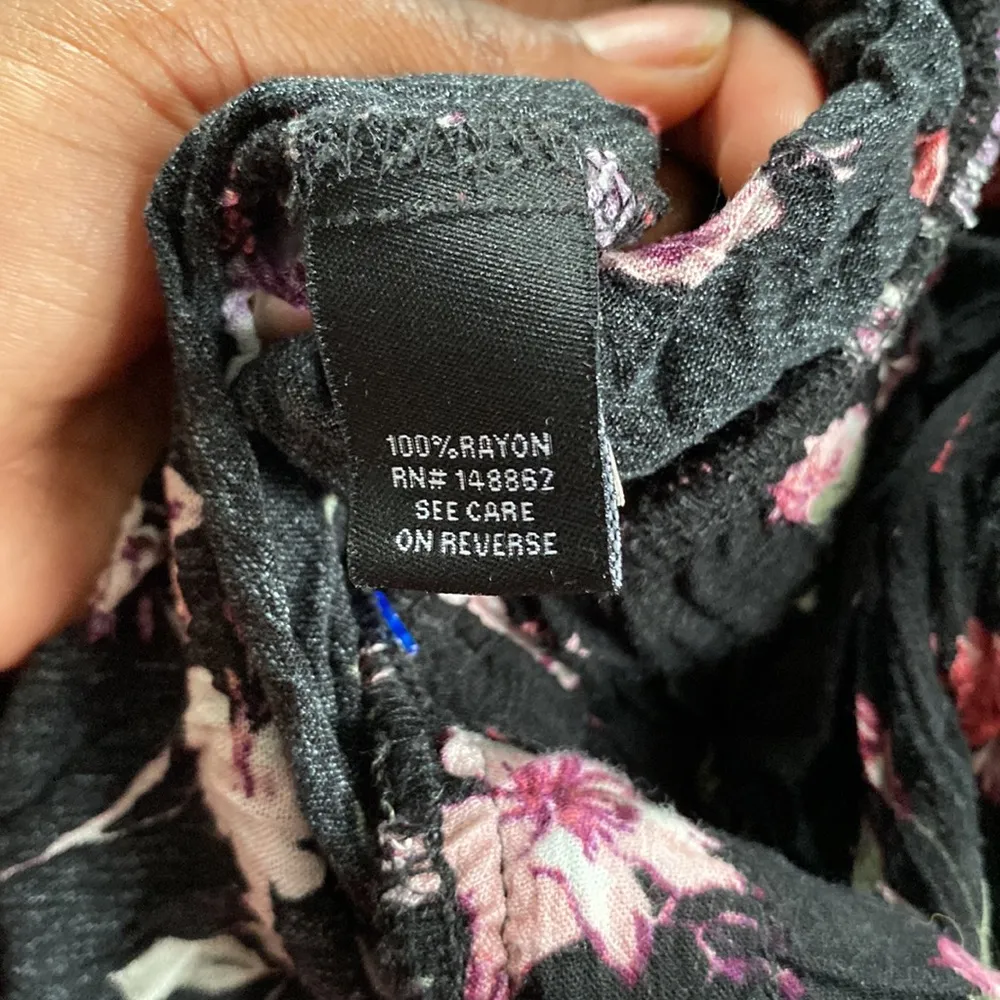 100%RAYON
RN# 148862
SEE CARE
ON REVERSE